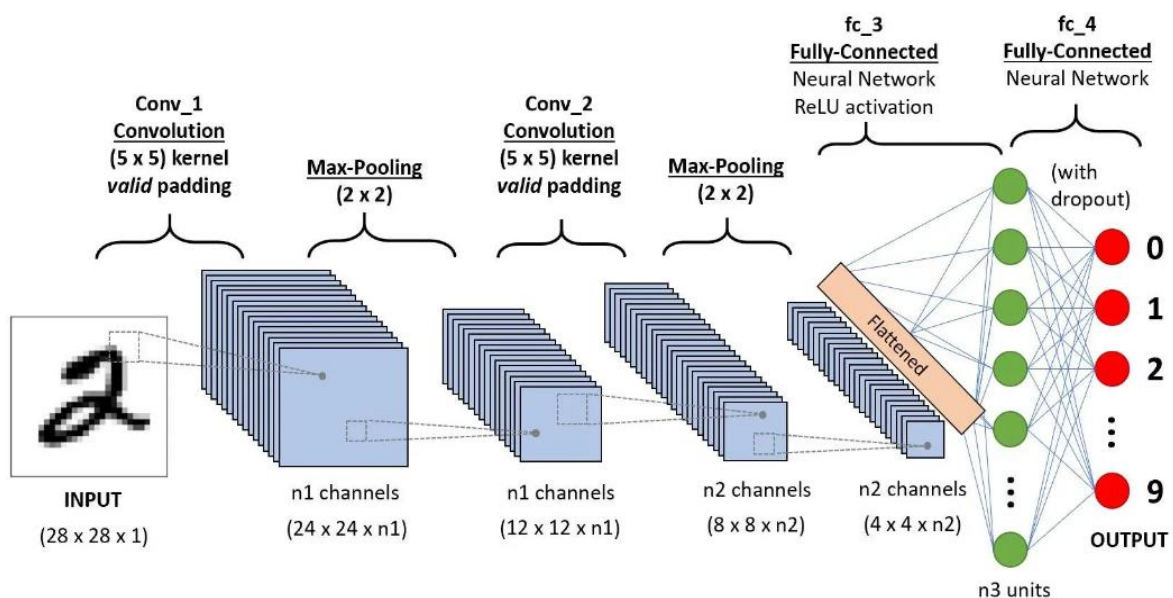 fc_3
Fully-Connected
Neural Network
ReLU activation
fc_4
Fully-Connected
Neural Network
Conv_1
Convolution
(5 x 5) kernel
valid padding
Max-Pooling
(2 x 2)
Conv_2
Convolution
(5 x 5) kernel
valid padding
Max-Pooling
(2 x 2)
(with
dropout)
2
Flattened
0
1
2
...
9
...
INPUT
(28 x 28 x 1)
n1 channels
(24 x 24 x n1)
n1 channels
(12 x 12 x n1)
n2 channels
(8 x 8 x n2)
n2 channels
(4 x 4 x n2)
OUTPUT
n3 units